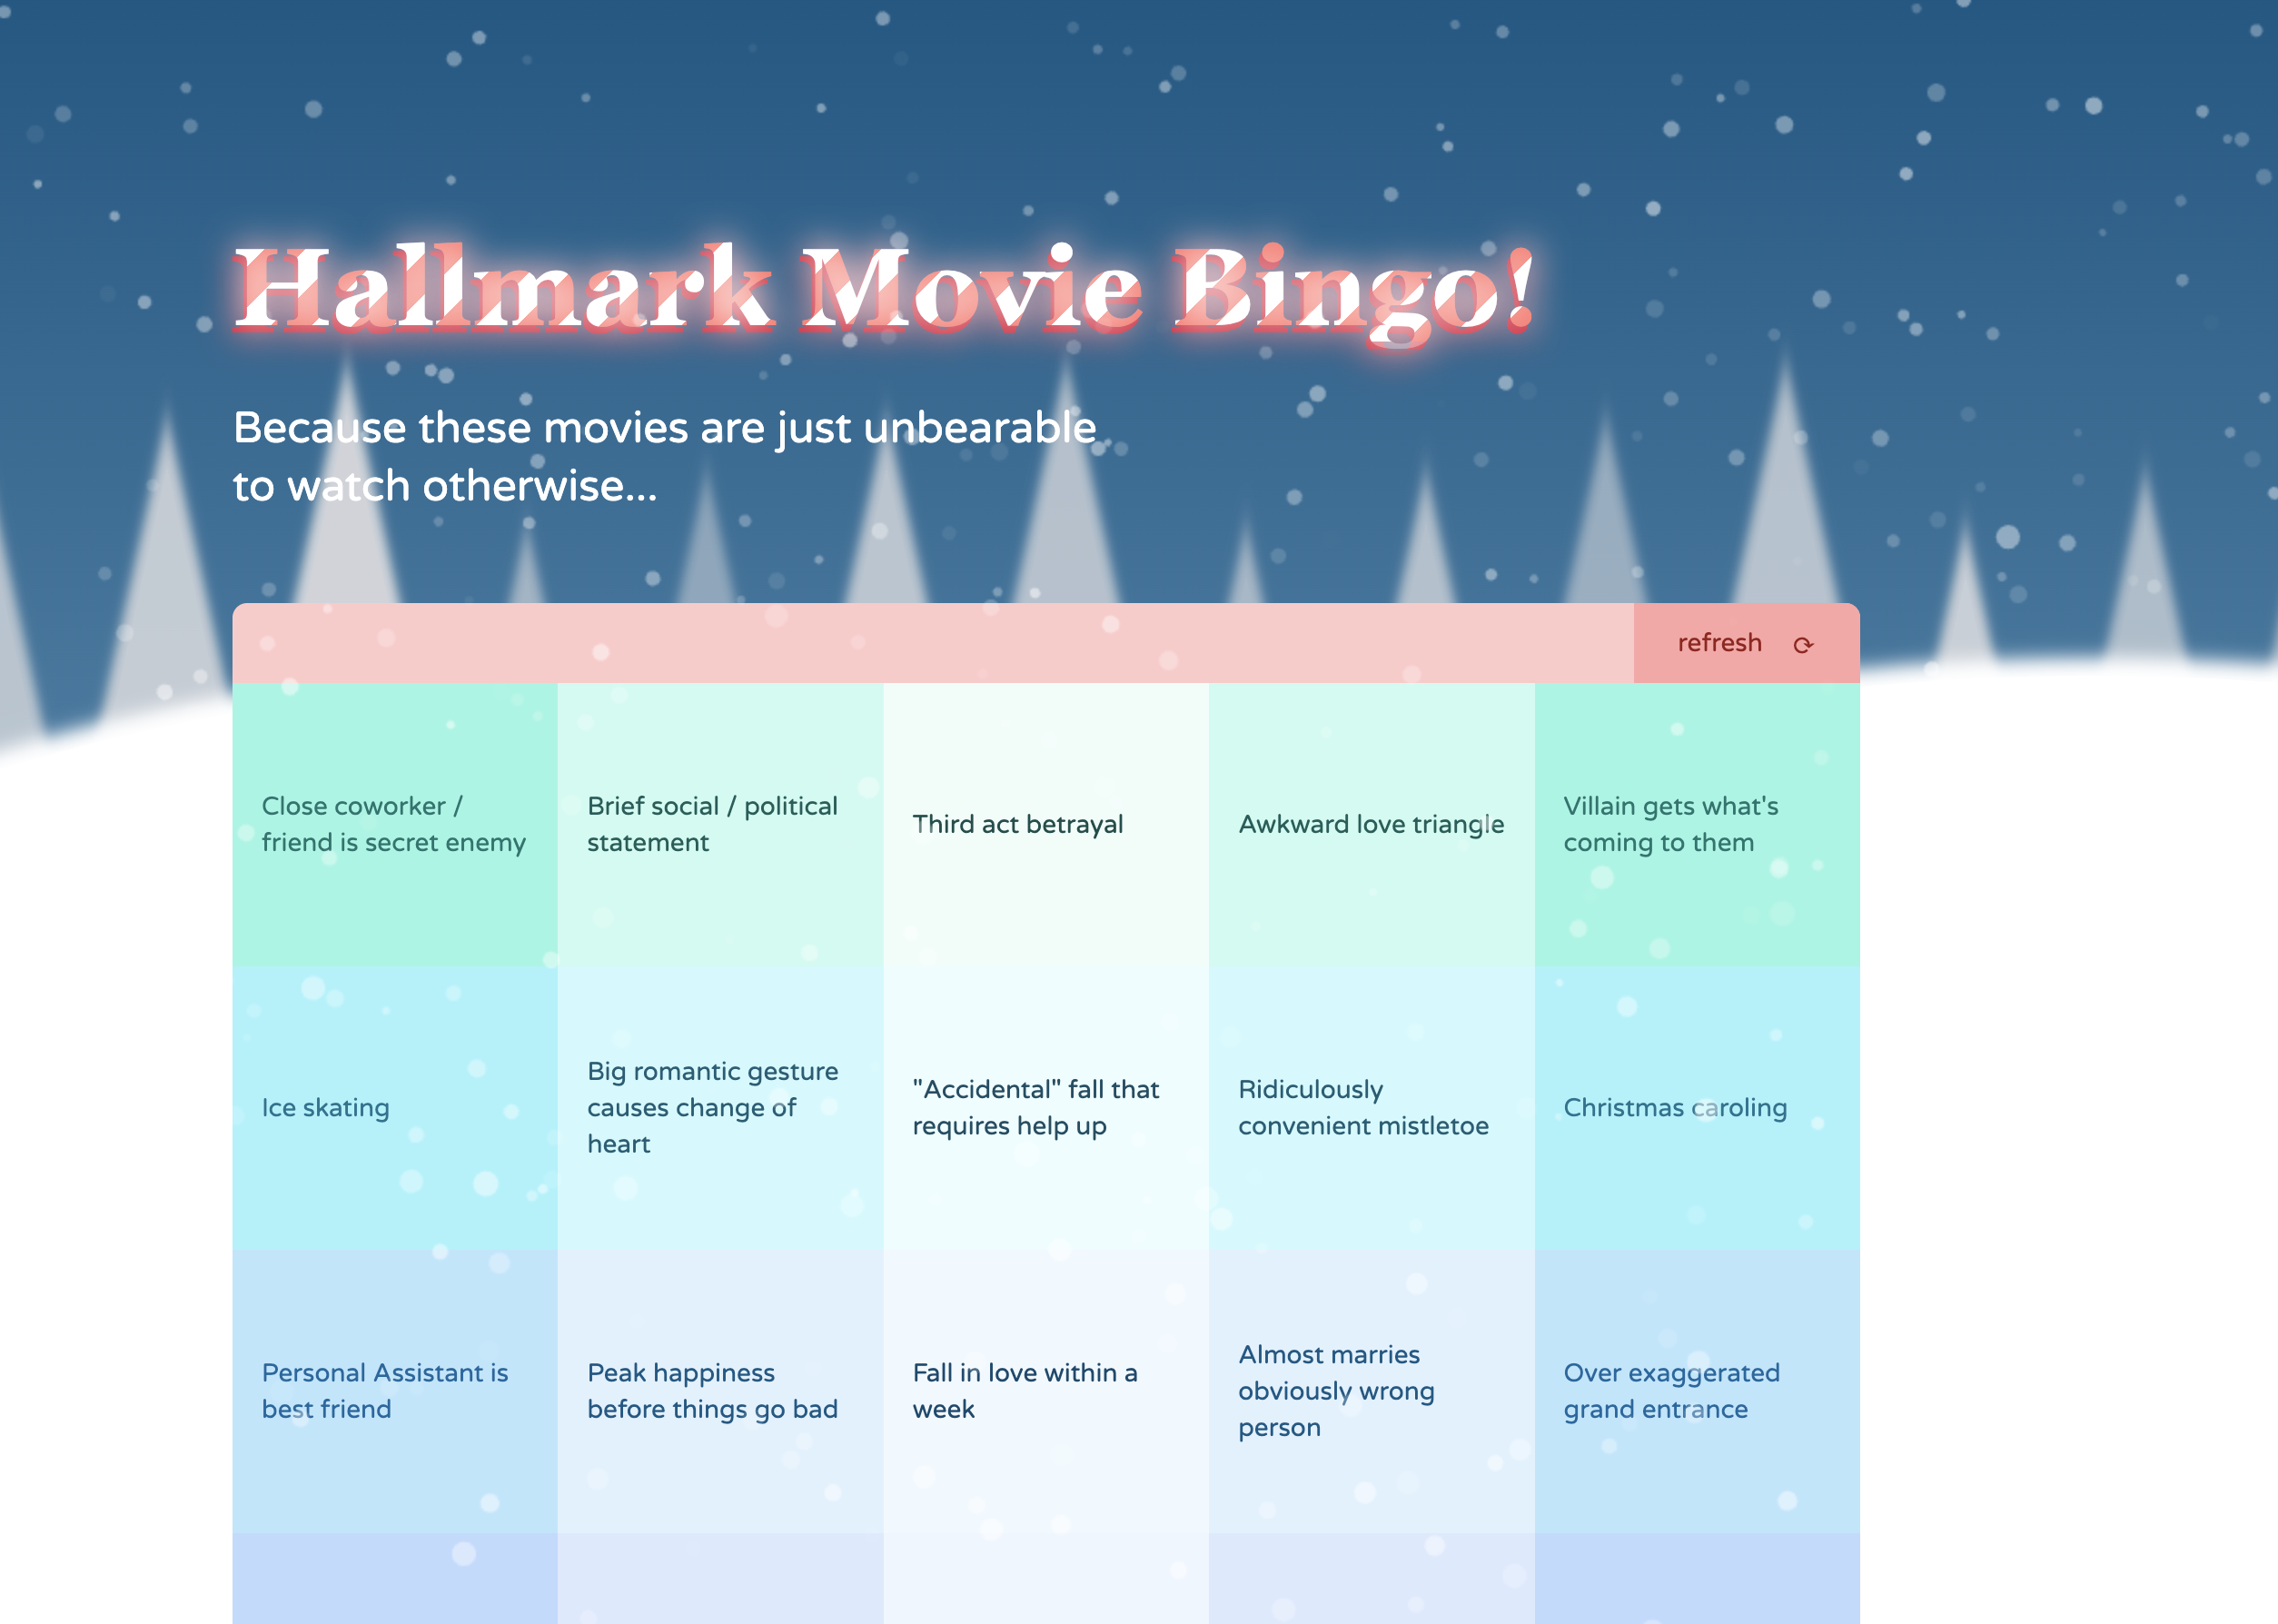 Hallmark Movie Bingo!
Because these movies are just unbearable
to watch otherwise...
refresh ⟳
Close coworker /
friend is secret enemy
Brief social / political
statement
Third act betrayal
Awkward love triangle
Villain gets what's
coming to them
Ice skating
Big romantic gesture
causes change of
heart
"Accidental" fall that
requires help up
Ridiculously
convenient mistletoe
Christmas caroling
Personal Assistant is
best friend
Peak happiness
before things go bad
Fall in love within a
week
Almost marries
obviously wrong
person
Over exaggerated
grand entrance